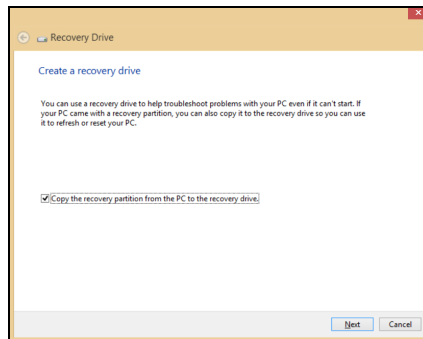 Recovery Drive
Create a recovery drive
You can use a recovery drive to help troubleshoot problems with your PC even if it can't start. If
your PC came with a recovery partition, you can also copy it to the recovery drive so you can use
it to refresh or reset your PC.
Copy the recovery partition from the PC to the recovery drive.
Next Cancel